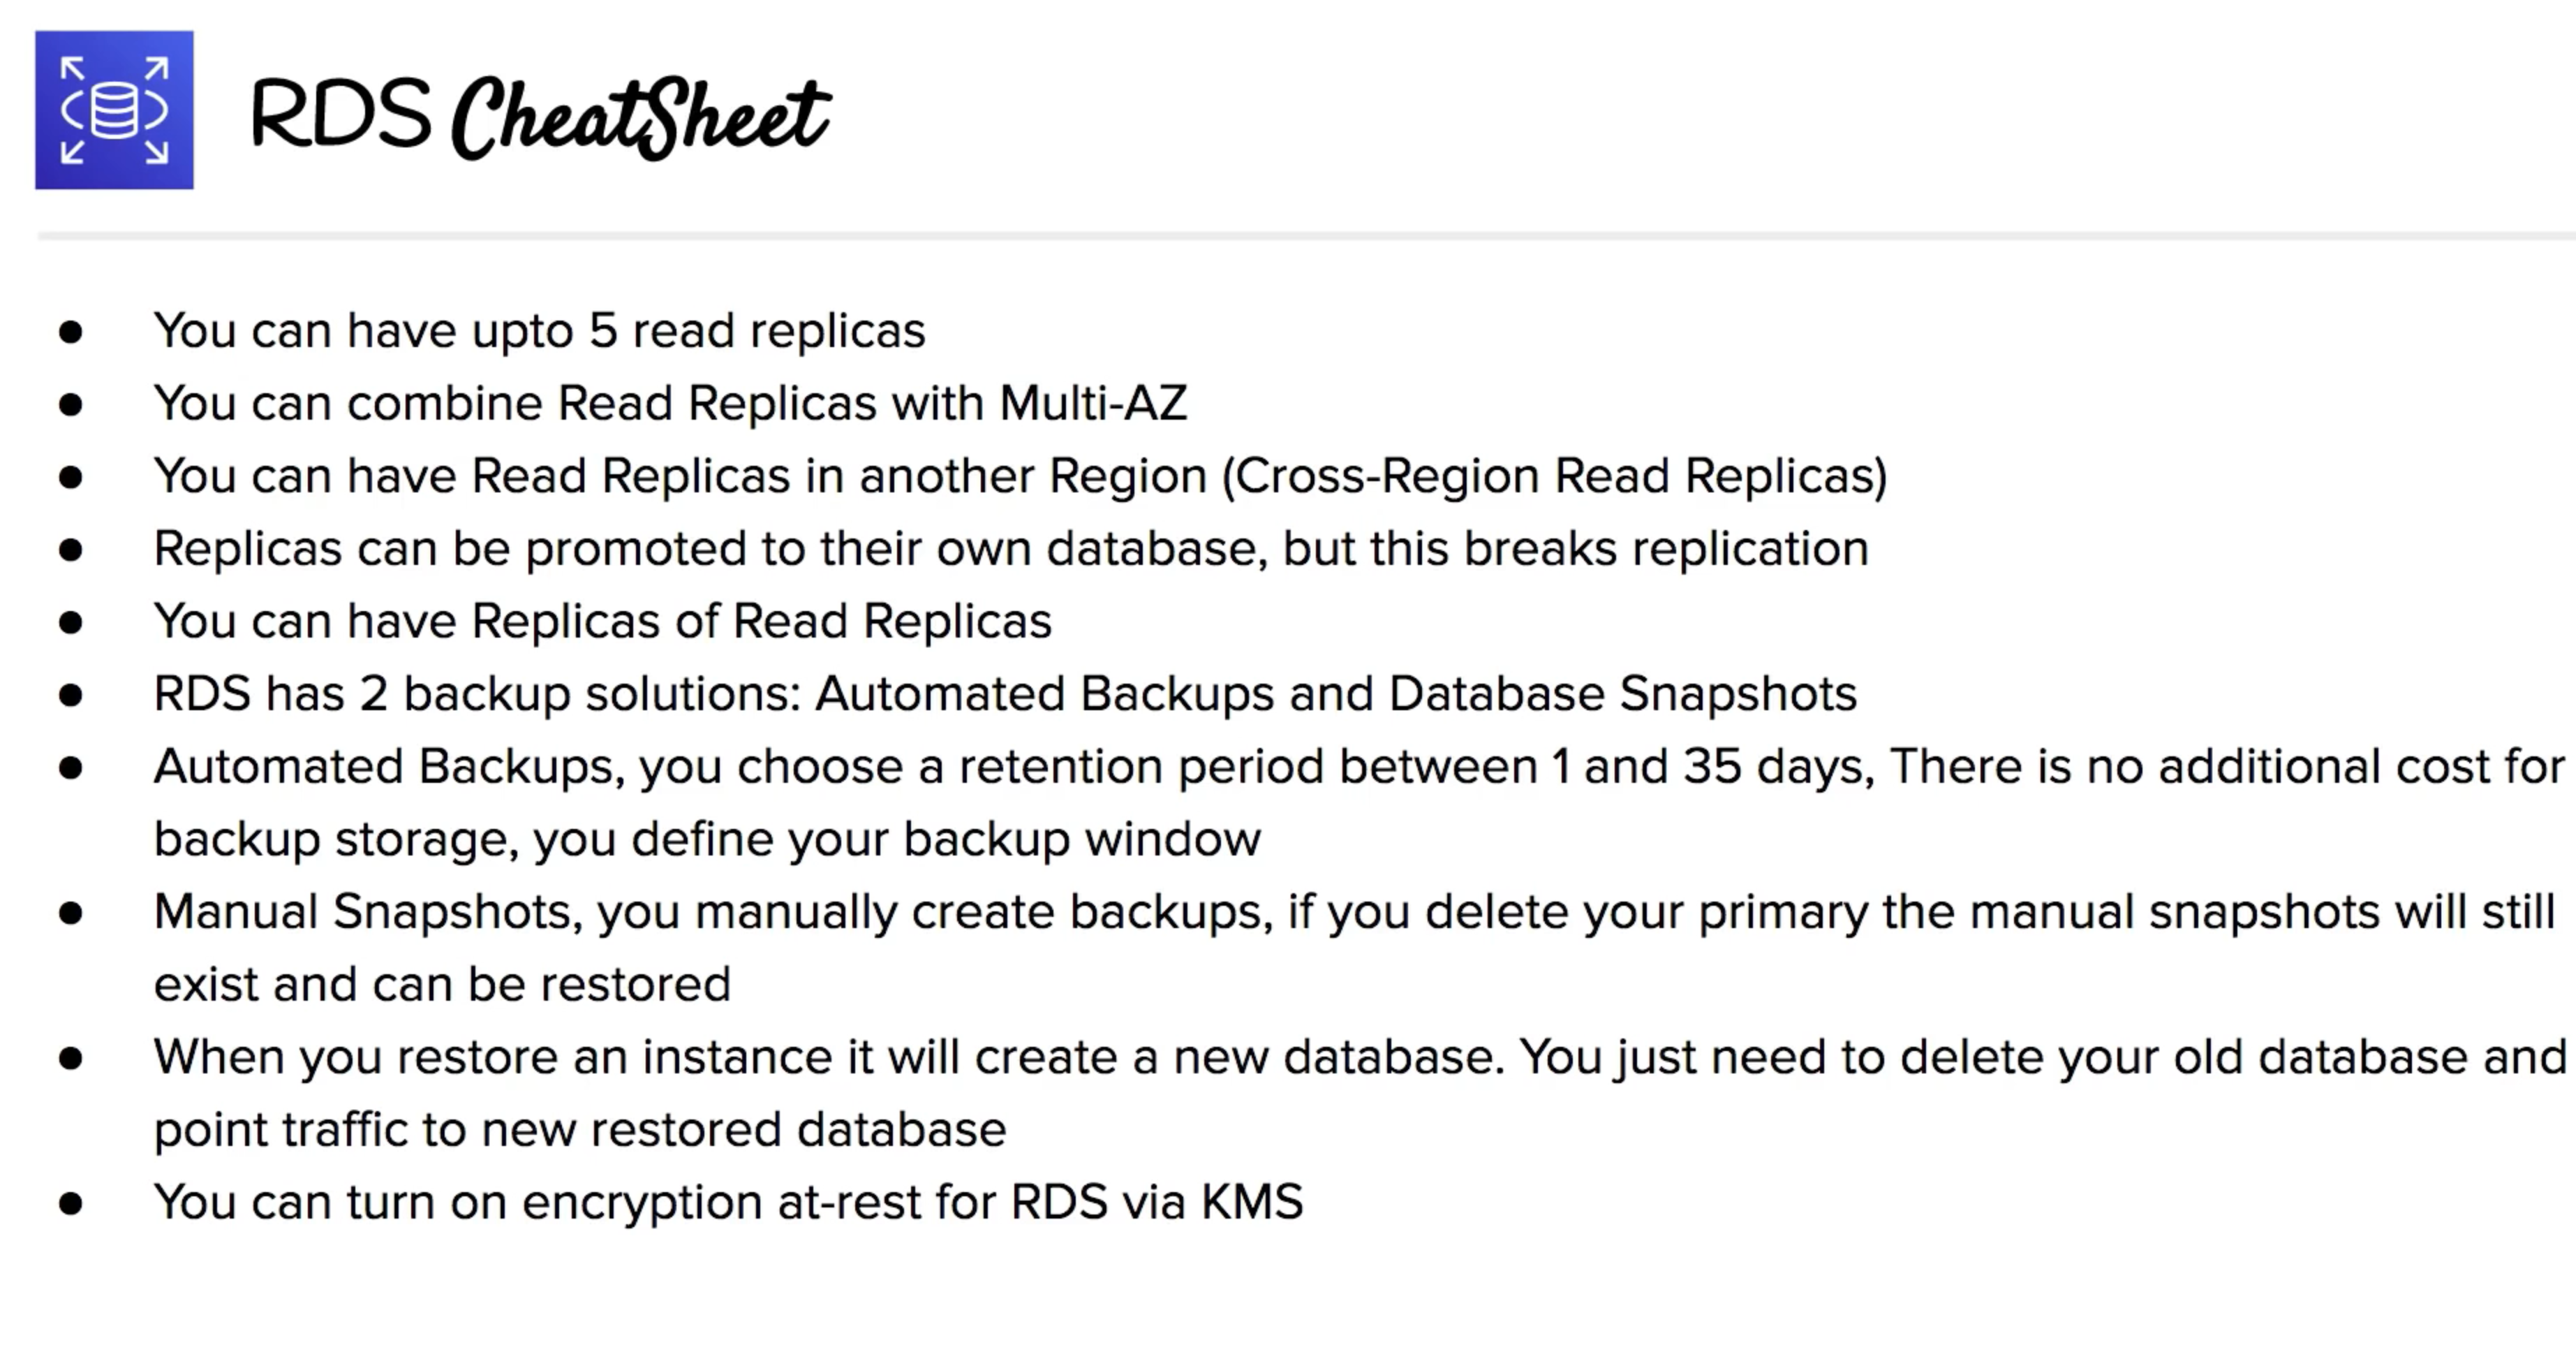 RDS CheatSheet
● You can have upto 5 read replicas
● You can combine Read Replicas with Multi-AZ
● You can have Read Replicas in another Region (Cross-Region Read Replicas)
● Replicas can be promoted to their own database, but this breaks replication
● You can have Replicas of Read Replicas
● RDS has 2 backup solutions: Automated Backups and Database Snapshots
● Automated Backups, you choose a retention period between 1 and 35 days, There is no additional cost for
backup storage, you define your backup window
● Manual Snapshots, you manually create backups, if you delete your primary the manual snapshots will still
exist and can be restored
● When you restore an instance it will create a new database. You just need to delete your old database and
point traffic to new restored database
● You can turn on encryption at-rest for RDS via KMS